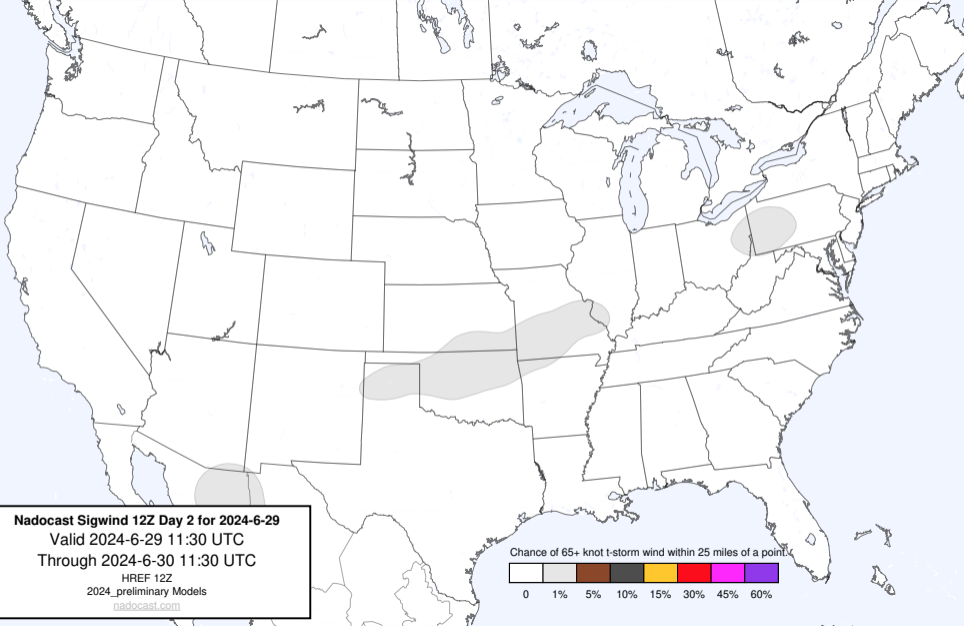 Nadocast Sigwind 12Z Day 2 for 2024-6-29
Valid 2024-6-29 11:30 UTC
Through 2024-6-30 11:30 UTC
HREF 12Z
2024_preliminary Models
nadocast.com
Chance of 65+ knot t-storm wind within 25 miles of a point.
0 1% 5% 10% 15% 30% 45% 60%